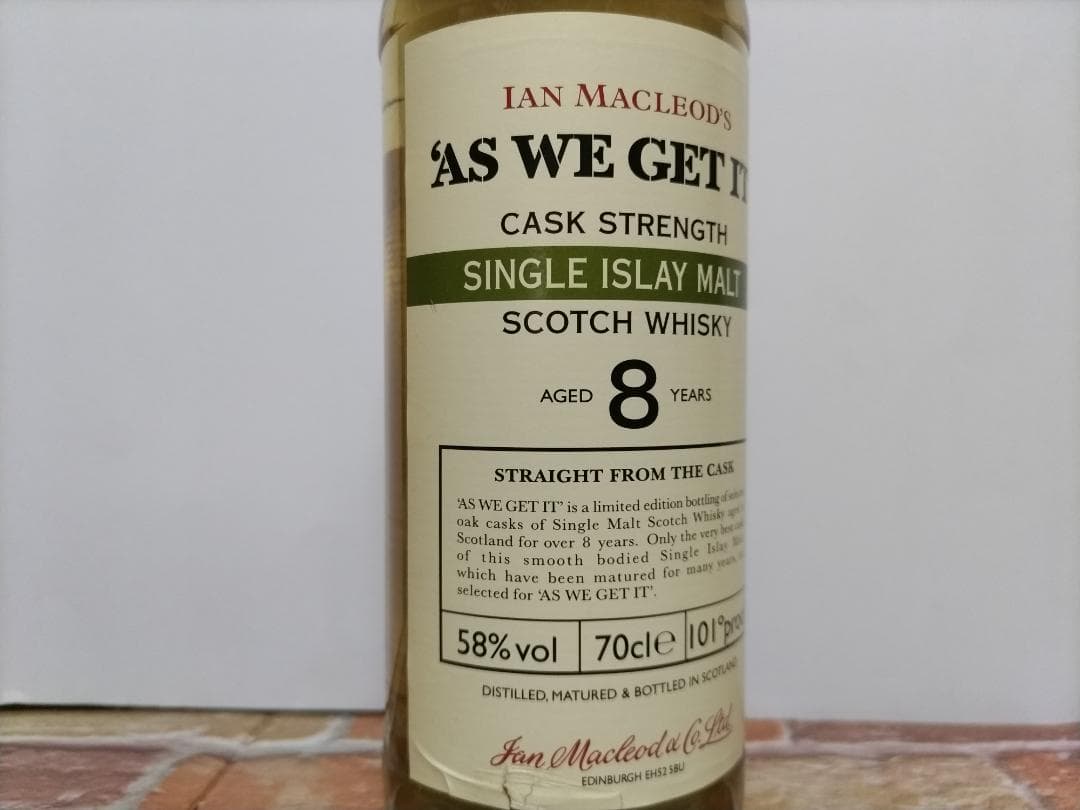 IAN MACLEOD'S
'AS WE GET IT
CASK STRENGTH
SINGLE ISLAY MALT
SCOTCH WHISKY
AGED 8 YEARS
STRAIGHT FROM THE CASK
'AS WE GET IT' is a limited edition bottling of
oak casks of Single Malt Scotch Whisky aged
Scotland for over 8 years. Only the very best
of this smooth bodied Single Islay
which have been matured for many years,
selected for 'AS WE GET IT'.
58% vol 70cl e 101° proo
DISTILLED, MATURED & BOTTLED IN SCOTLAND
Ian Macleod & Co. Ltd.
EDINBURGH EH52 5BU